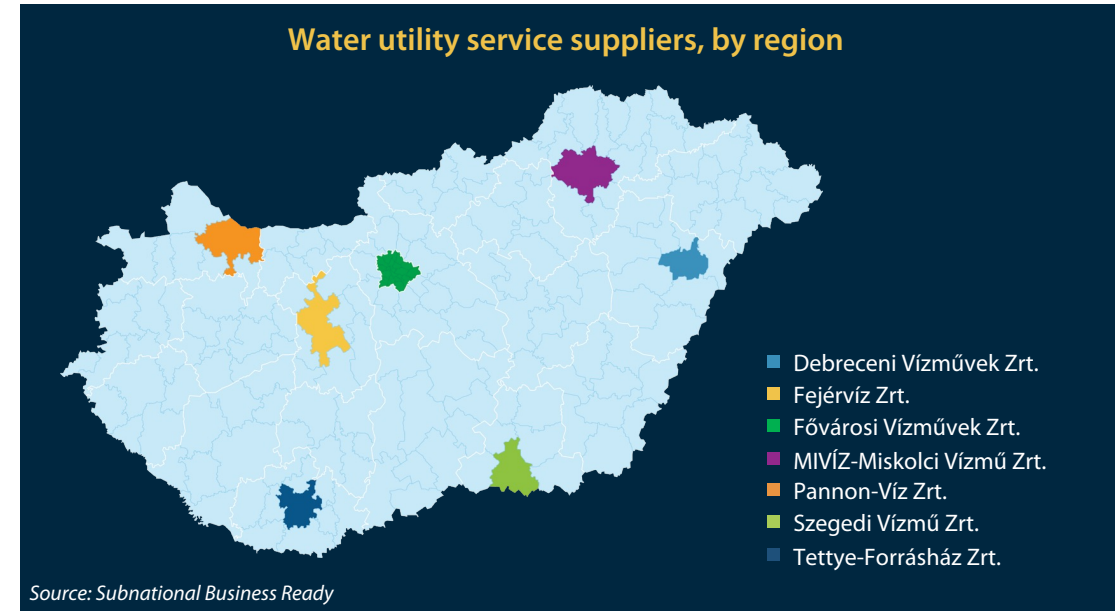 Water utility service suppliers, by region
Debreceni Vízművek Zrt.
Fejérvíz Zrt.
Fővárosi Vízművek Zrt.
MIVÍZ-Miskolci Vízmű Zrt.
Pannon-Víz Zrt.
Szegedi Vízmű Zrt.
Tettye-Forrásház Zrt.
Source: Subnational Business Ready